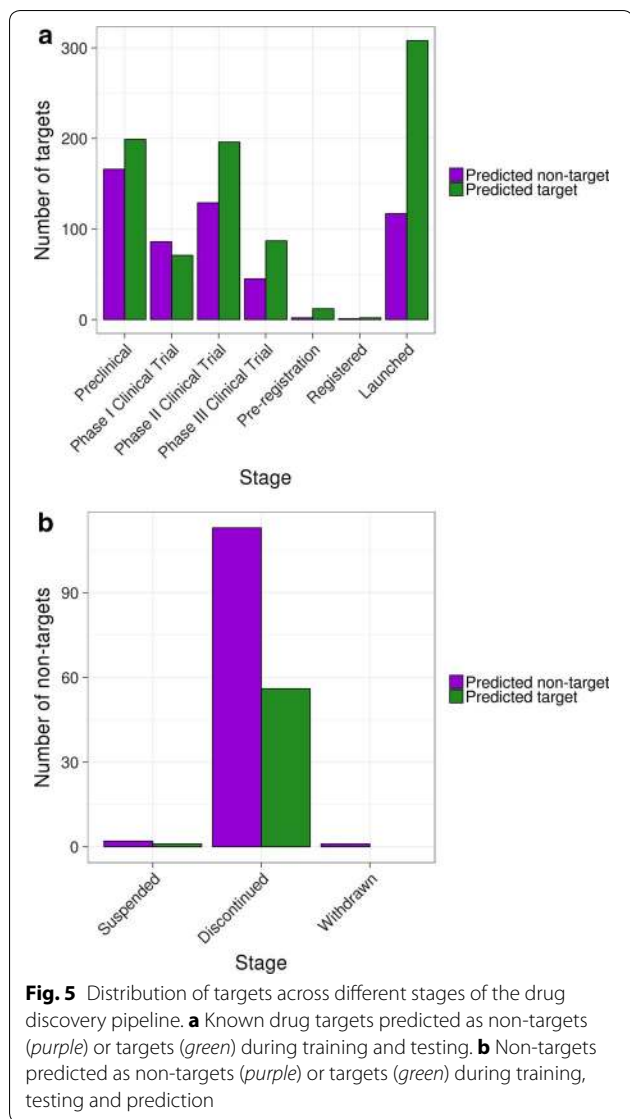 a
300
200
100
0
Number of targets
Predicted non-target
Predicted target
Preclinical
Phase I Clinical Trial
Phase II Clinical Trial
Phase III Clinical Trial
Pre-registration
Registered
Launched
Stage
b
90
60
30
0
Number of non-targets
Predicted non-target
Predicted target
Suspended
Discontinued
Withdrawn
Stage
Fig. 5 Distribution of targets across different stages of the drug
discovery pipeline. a Known drug targets predicted as non-targets
(purple) or targets (green) during training and testing. b Non-targets
predicted as non-targets (purple) or targets (green) during training,
testing and prediction